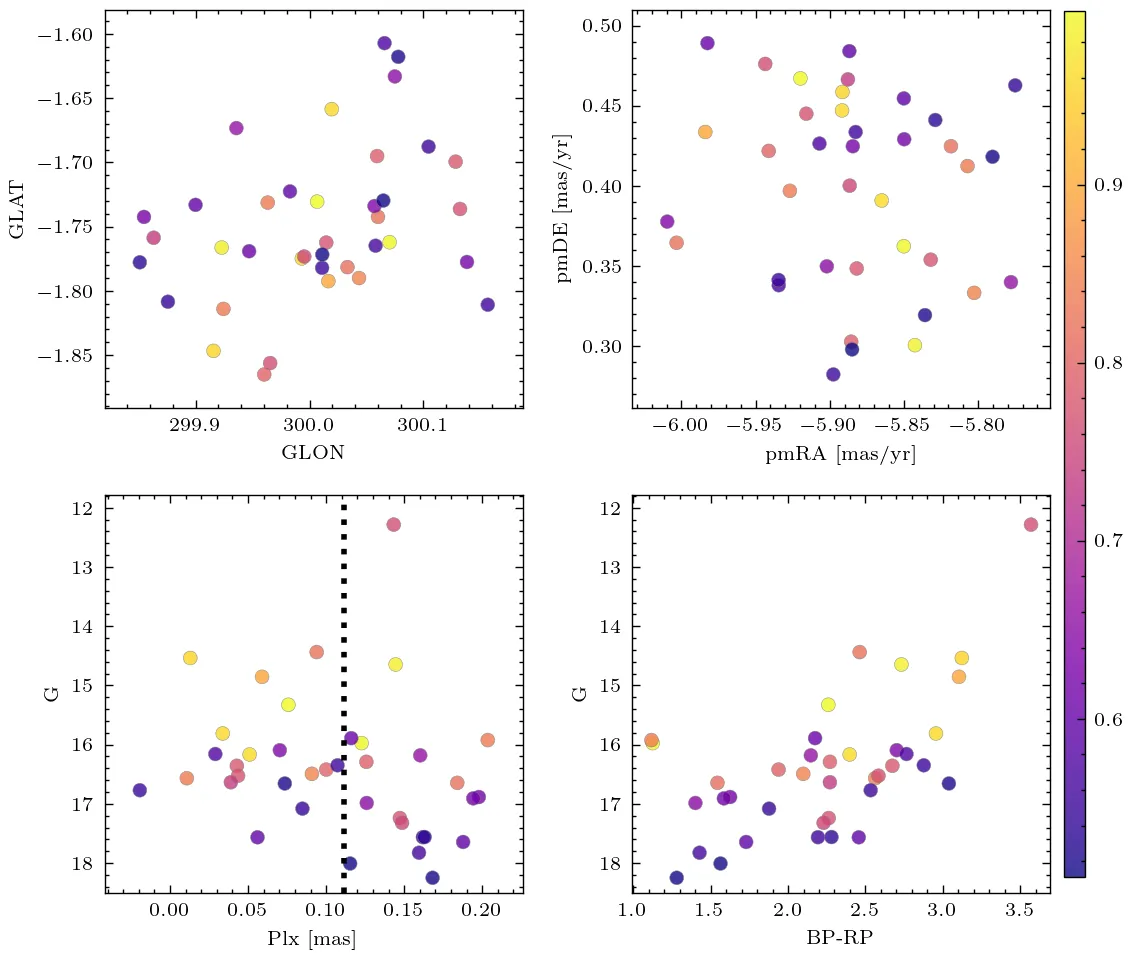 −1.60
−1.65
−1.70
−1.75
−1.80
−1.85
GLAT
299.9 300.0 300.1
GLON
0.50
0.45
0.40
0.35
0.30
pmDE [mas/yr]
−6.00 −5.95 −5.90 −5.85 −5.80
pmRA [mas/yr]
0.9
0.8
0.7
0.6
12
13
14
15
16
17
18
G
0.00 0.05 0.10 0.15 0.20
Plx [mas]
12
13
14
15
16
17
18
G
1.0 1.5 2.0 2.5 3.0 3.5
BP-RP